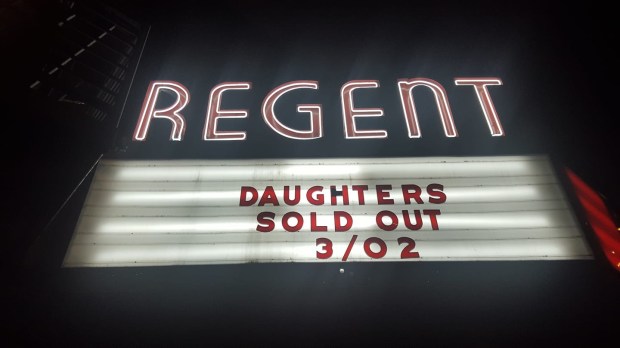 REGENT
DAUGHTERS
SOLD OUT
3/02